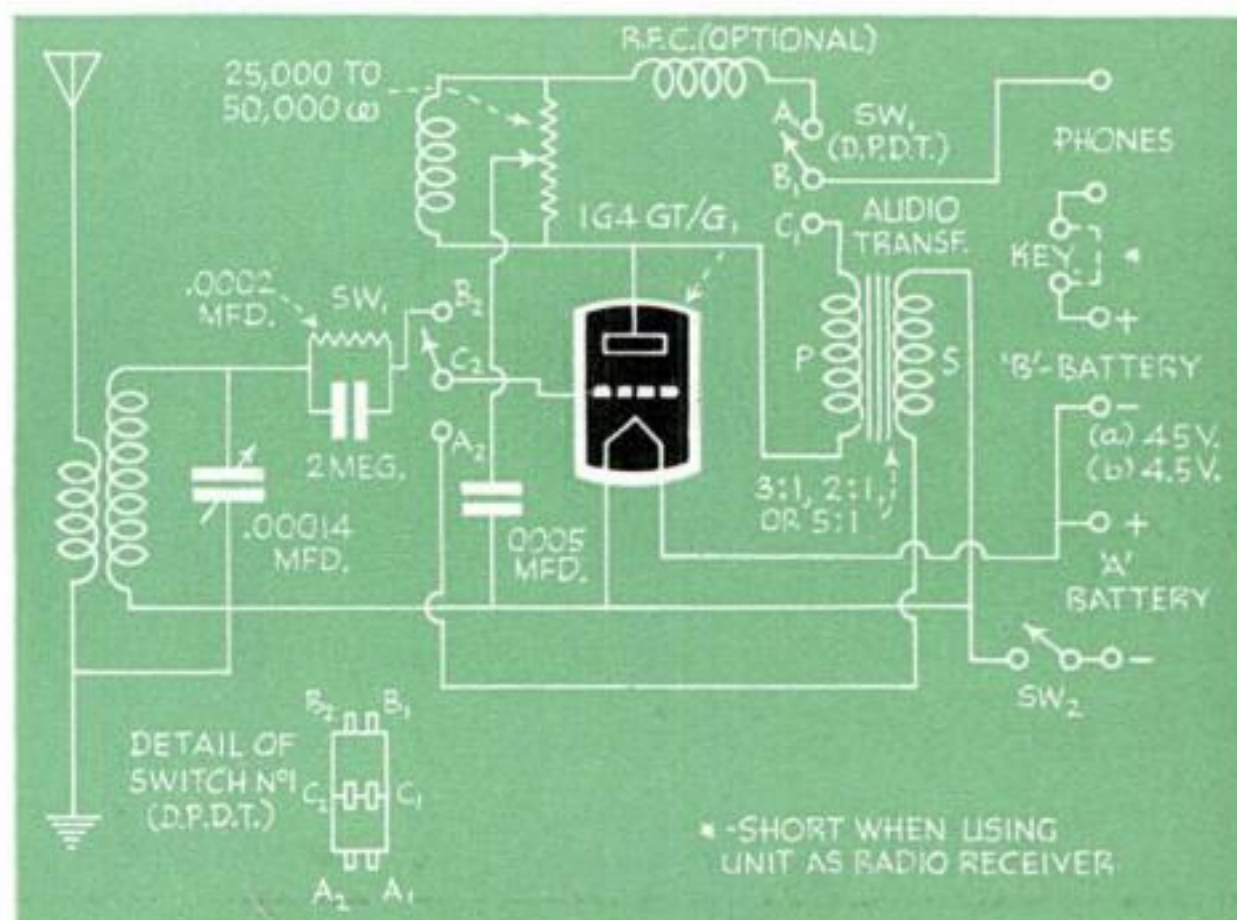 R.F.C. (OPTIONAL)
25,000 TO
50,000 ω
A₁
SW₁
(D.P.D.T.)
B₁
PHONES
1G4 GT/G₁
C₁
AUDIO
TRANSF.
KEY
*
.0002
MFD.
SW₁
B₂
C₂
A₂
P
S
+
'B'-BATTERY
-
(a) 45V.
(b) 4.5V.
2 MEG.
3:1, 2:1,
OR 5:1
.00014
MFD.
.0005
MFD.
+
'A'
BATTERY
-
SW₂
DETAIL OF
SWITCH Nº1
(D.P.D.T.)
B₂ B₁
C₂ C₁
A₂ A₁
* -SHORT WHEN USING
UNIT AS RADIO RECEIVER